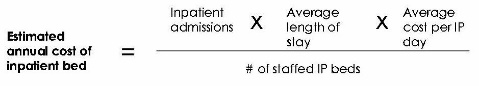 Estimated annual cost of inpatient bed
=
Inpatient admissions X Average length of slay X Average cost per IP day
# of slaffed IP beds